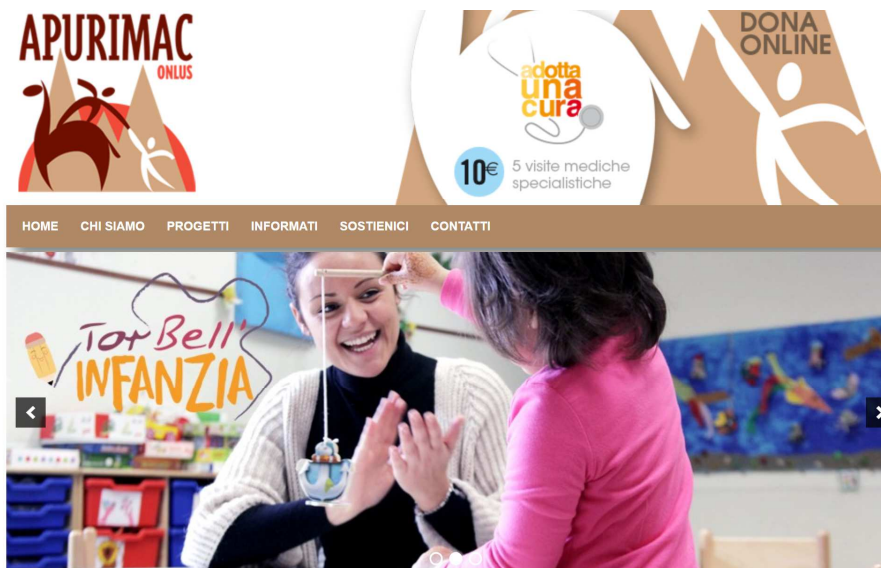 APURIMAC
ONLUS
adotta
una
cura
10€
5 visite mediche
specialistiche
DONA
ONLINE
HOME
CHI SIAMO
PROGETTI
INFORMATI
SOSTIENICI
CONTATTI
Tor Bell'
INFANZIA